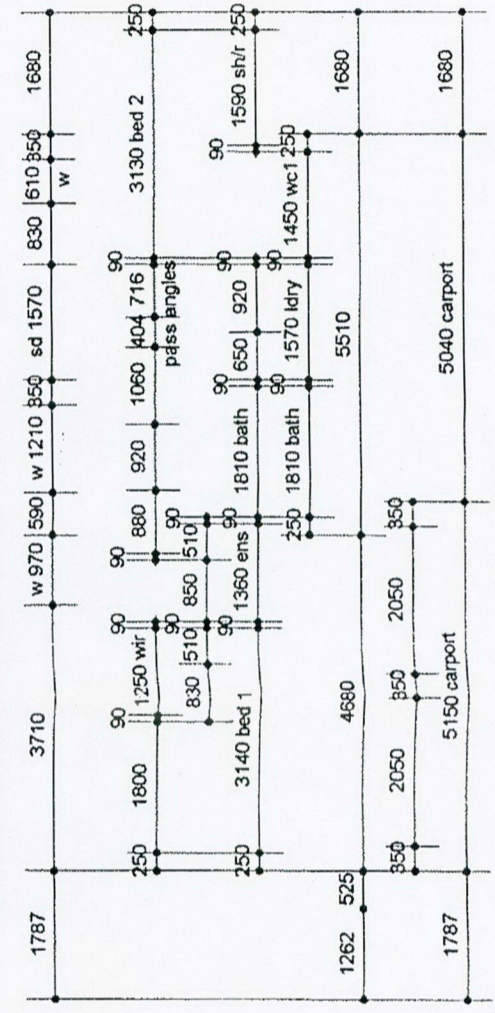 1787 3710 w 970 590 w 1210 350 sd 1570 830 610 350 1680
w
250 1800 90 1250 wir 90 90 880 920 1060 404 716 90 3130 bed 2 250
pass angles
830 510 90 850 510 90
250 3140 bed 1 90 1360 ens 90 1810 bath 90 650 920 90 90 1590 sh/r 250
250 1810 bath 90 1570 ldry 90 1450 wc1 250
1262 525 4680 5510 1680
350 2050 350 2050 350
1787 5150 carport 5040 carport 1680